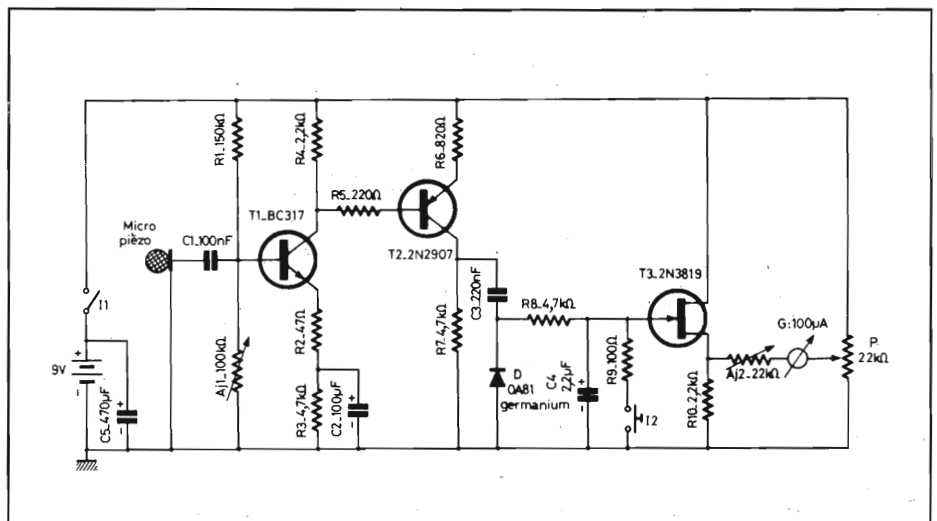 R1_150kΩ
R4_2,2kΩ
R6_820Ω
R5_220Ω
T1_BC317
Micro
piézo
C1_100nF
T2_2N2907
T3_2N3819
C3_220nF
R8_4,7kΩ
G:100µA
I1
P.
22kΩ
R2_47Ω
R7_4,7kΩ
R9_100Ω
C4
2,2µF
Aj2_22kΩ
+
9V
-
Aj1_100kΩ
D
OA81
germanium
+
C5_470µF
-
R3_4,7kΩ
+
C2_100µF
-
+
-
I2
R10_2,2kΩ